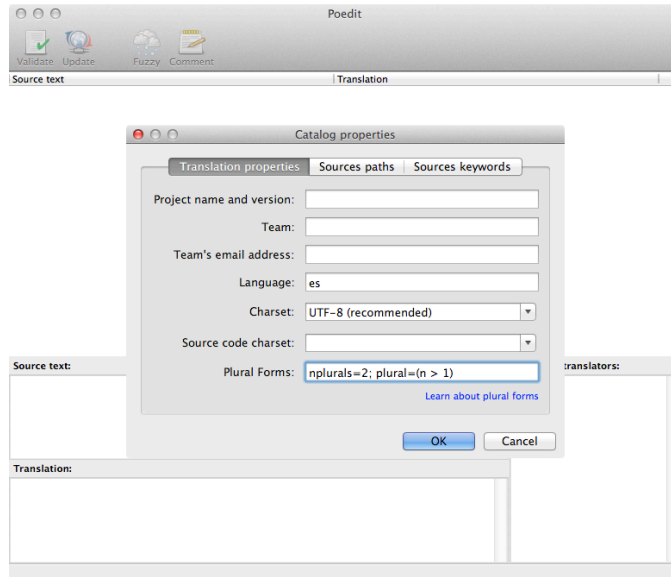 Poedit
Validate Update Fuzzy Comment
Source text Translation
Catalog properties
Translation properties Sources paths Sources keywords
Project name and version:
Team:
Team's email address:
Language: es
Charset: UTF-8 (recommended)
Source code charset:
Plural Forms: nplurals=2; plural=(n > 1)
Learn about plural forms
OK Cancel
Source text: translators:
Translation: